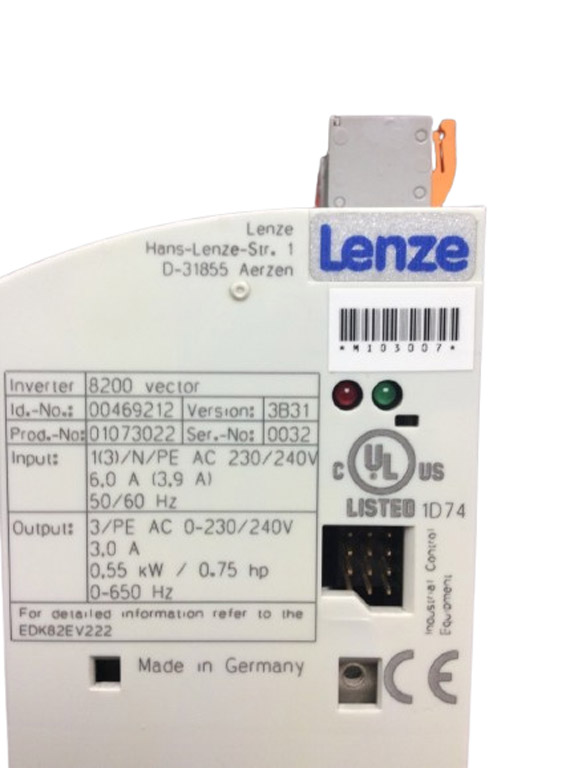 Lenze
Hans-Lenze-Str. 1
D-31855 Aerzen
Lenze
*M103007*
Inverter 8200 vector
Id.-No.: 00469212 Version: 3B31
Prod.-No: 01073022 Ser.-No: 0032
Input: 1(3)/N/PE AC 230/240V
6.0 A (3.9 A)
50/60 Hz
Output: 3/PE AC 0-230/240V
3.0 A
0.55 kW / 0.75 hp
0-650 Hz
For detailed information refer to the
EDK82EV222
Made in Germany
C UL US
LISTED 1D74
Industrial Control
Equipment
CE